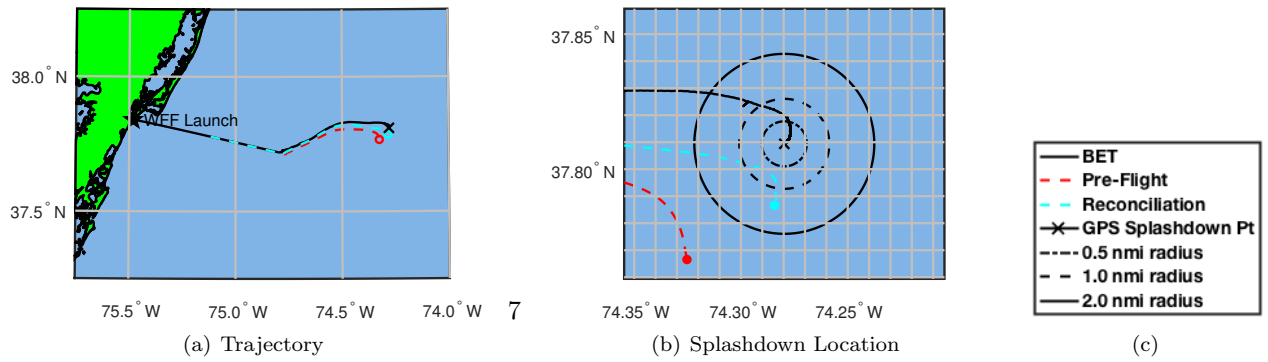 38.0° N
37.5° N
WFF Launch
75.5° W
75.0° W
74.5° W
74.0° W
7
(a) Trajectory
37.85° N
37.80° N
74.35° W
74.30° W
74.25° W
(b) Splashdown Location
BET
Pre-Flight
Reconciliation
GPS Splashdown Pt
0.5 nmi radius
1.0 nmi radius
2.0 nmi radius
(c)